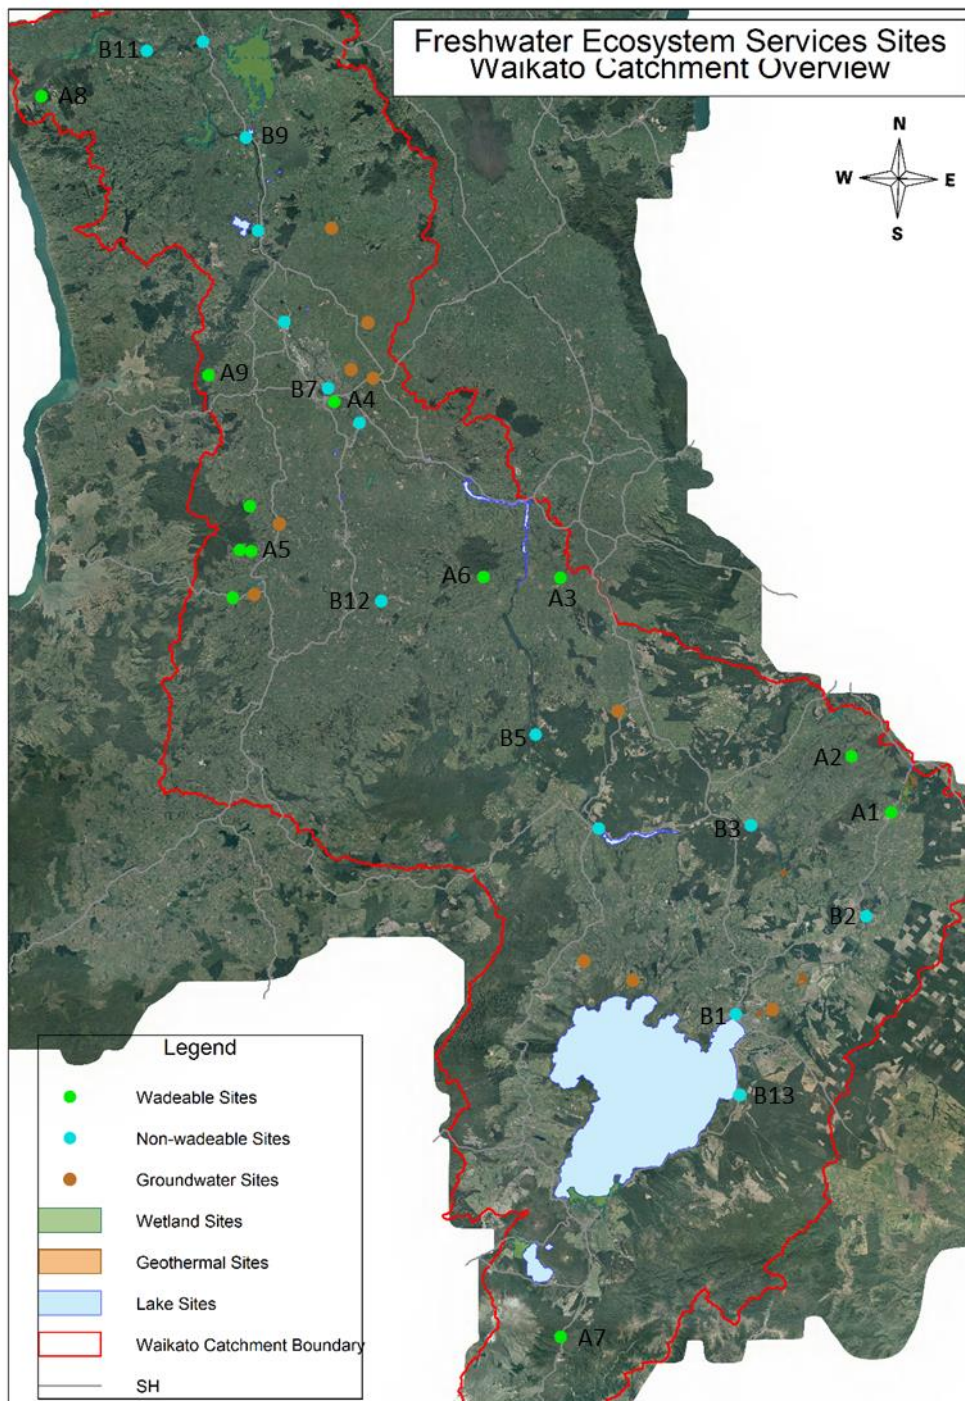 Freshwater Ecosystem Services Sites
Waikato Catchment Overview
B11
A8
B9
N
W
E
S
A9
B7
A4
A5
A6
A3
B12
B5
A2
A1
B3
B2
B1
B13
A7
Legend
Wadeable Sites
Non-wadeable Sites
Groundwater Sites
Wetland Sites
Geothermal Sites
Lake Sites
Waikato Catchment Boundary
SH